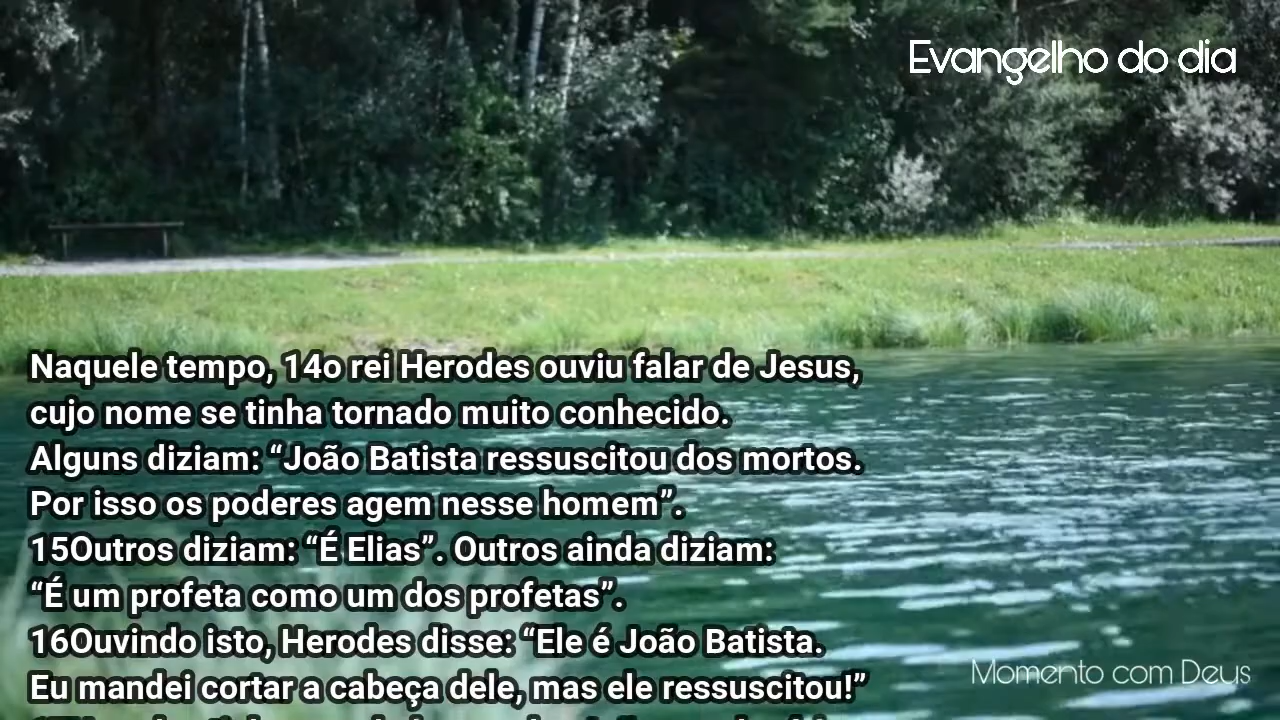 Evangelho do dia
Naquele tempo, 14o rei Herodes ouviu falar de Jesus,
cujo nome se tinha tornado muito conhecido.
Alguns diziam: “João Batista ressuscitou dos mortos.
Por isso os poderes agem nesse homem”.
15Outros diziam: “É Elias”. Outros ainda diziam:
“É um profeta como um dos profetas”.
16Ouvindo isto, Herodes disse: “Ele é João Batista.
Eu mandei cortar a cabeça dele, mas ele ressuscitou!”
Momento com Deus